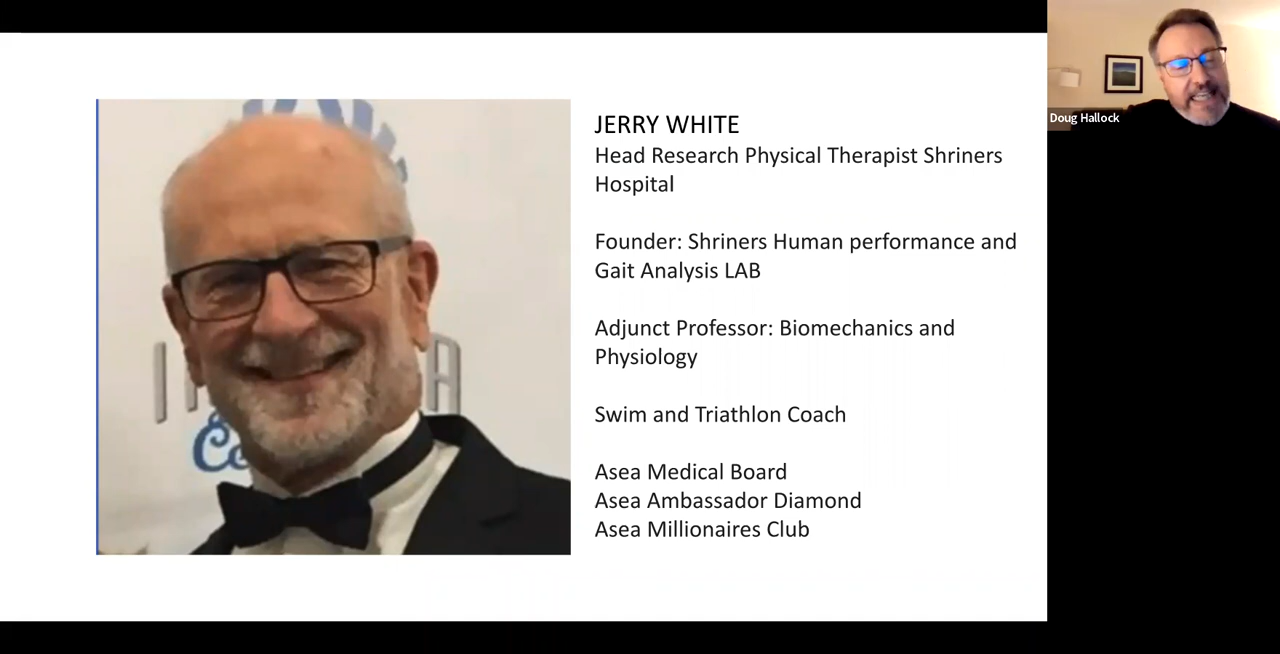 JERRY WHITE
Head Research Physical Therapist Shriners
Hospital
Founder: Shriners Human performance and
Gait Analysis LAB
Adjunct Professor: Biomechanics and
Physiology
Swim and Triathlon Coach
Asea Medical Board
Asea Ambassador Diamond
Asea Millionaires Club
Doug Hallock